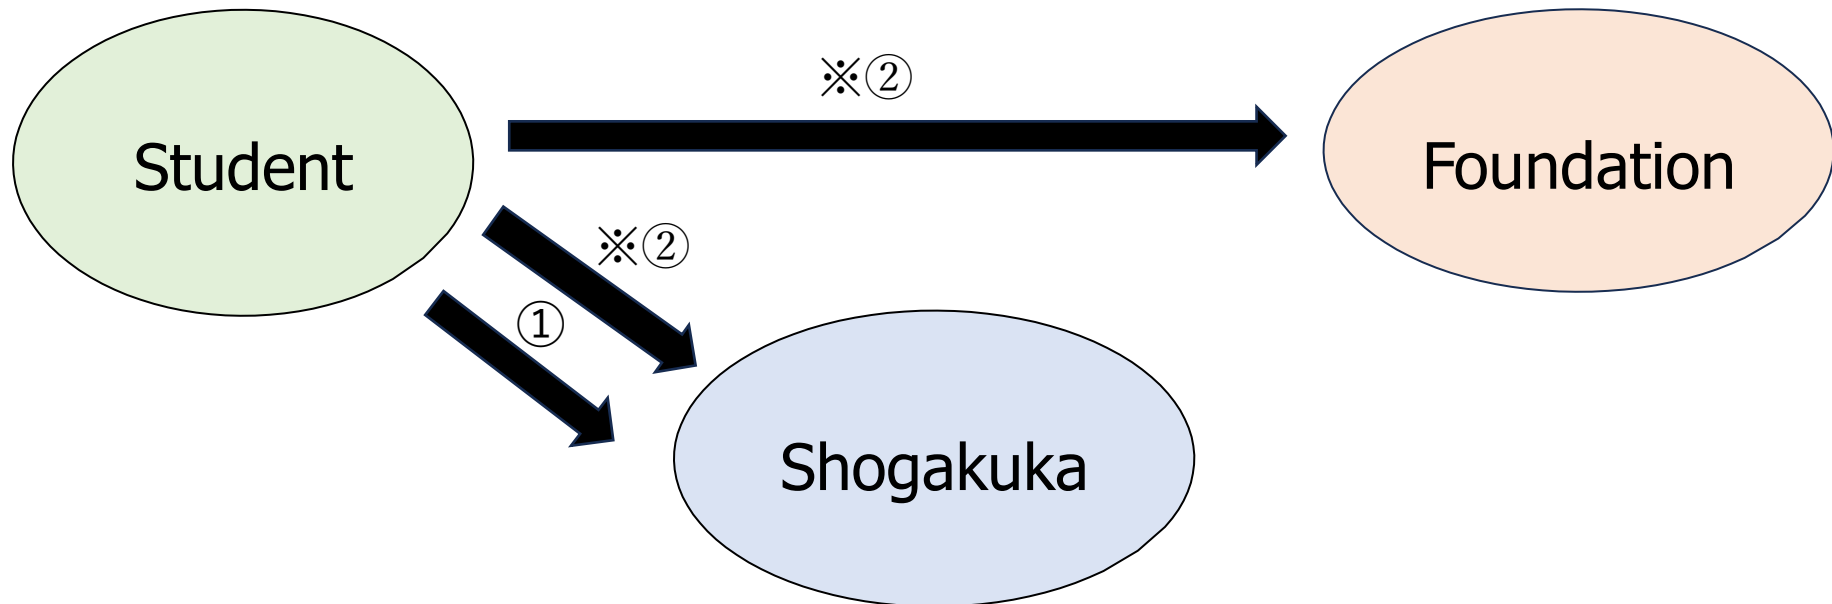 ※②
Student
Foundation
※②
①
Shogakuka